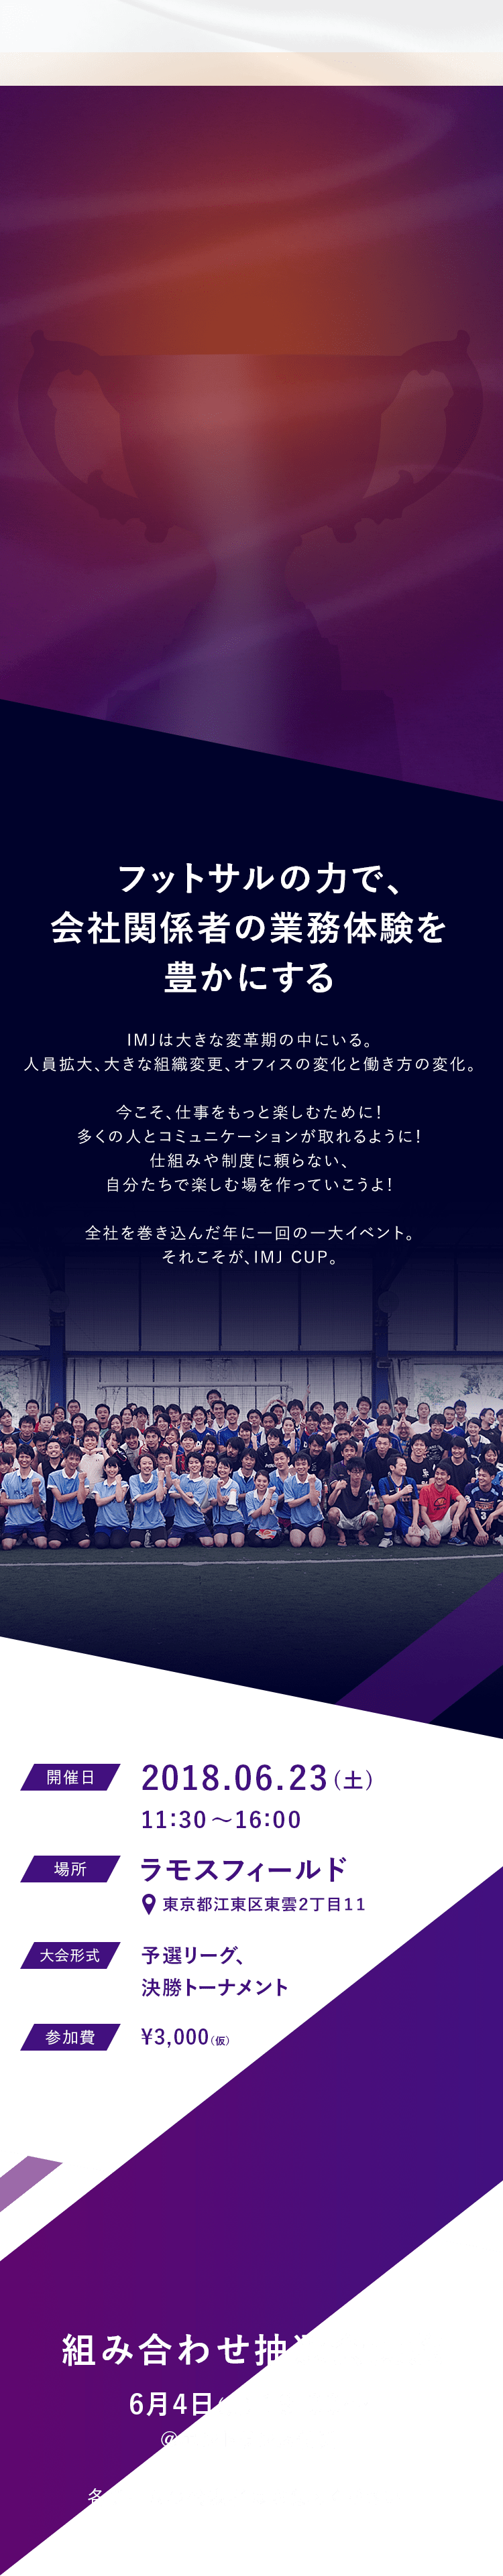 フットサルの力で、
会社関係者の業務体験を
豊かにする
IMJは大きな変革期の中にいる。
人員拡大、大きな組織変更、オフィスの変化と働き方の変化。
今こそ、仕事をもっと楽しむために！
多くの人とコミュニケーションが取れるように！
仕組みや制度に頼らない、
自分たちで楽しむ場を作っていこうよ！
全社を巻き込んだ年に一回の一大イベント。
それこそが、IMJ CUP。
開催日 2018.06.23（土）
11:30～16:00
場所 ラモスフィールド
東京都江東区東雲2丁目11
大会形式 予選リーグ、
決勝トーナメント
参加費 ¥3,000（仮）
組み合わせ抽
6月4日
@
各